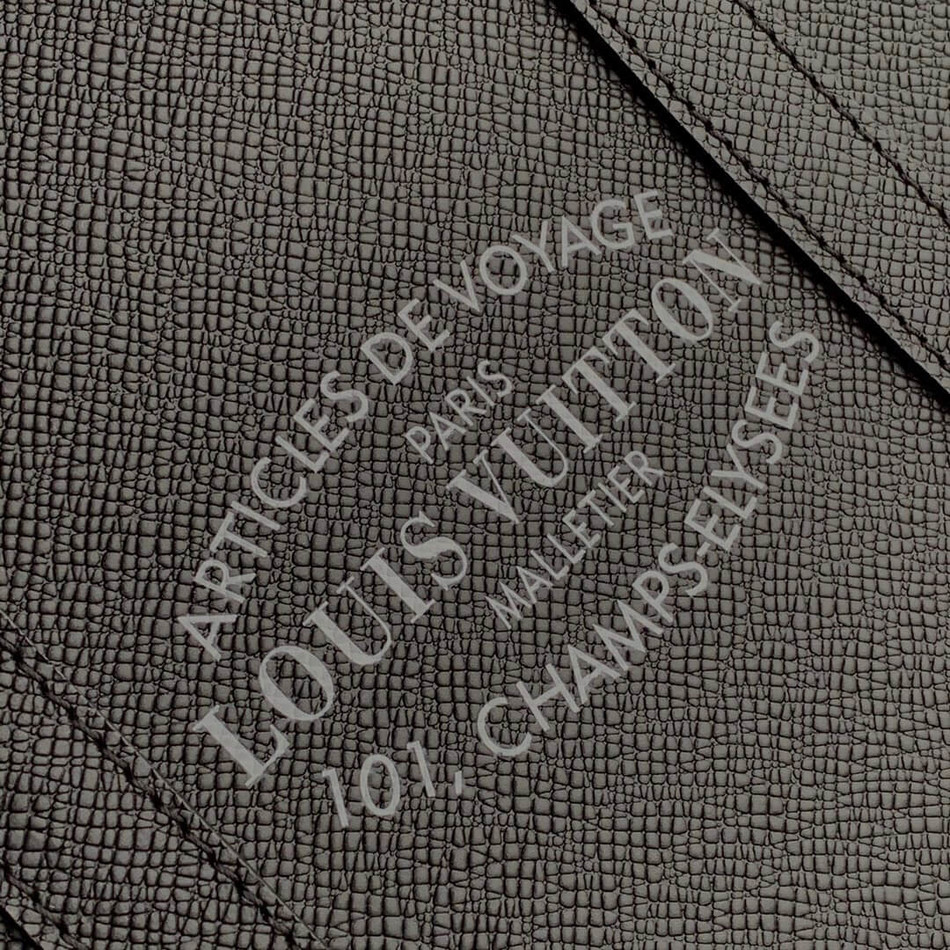 ARTICLES DE VOYAGE
PARIS
LOUIS VUITTON
MALLETIER
101, CHAMPS-ELYSEES